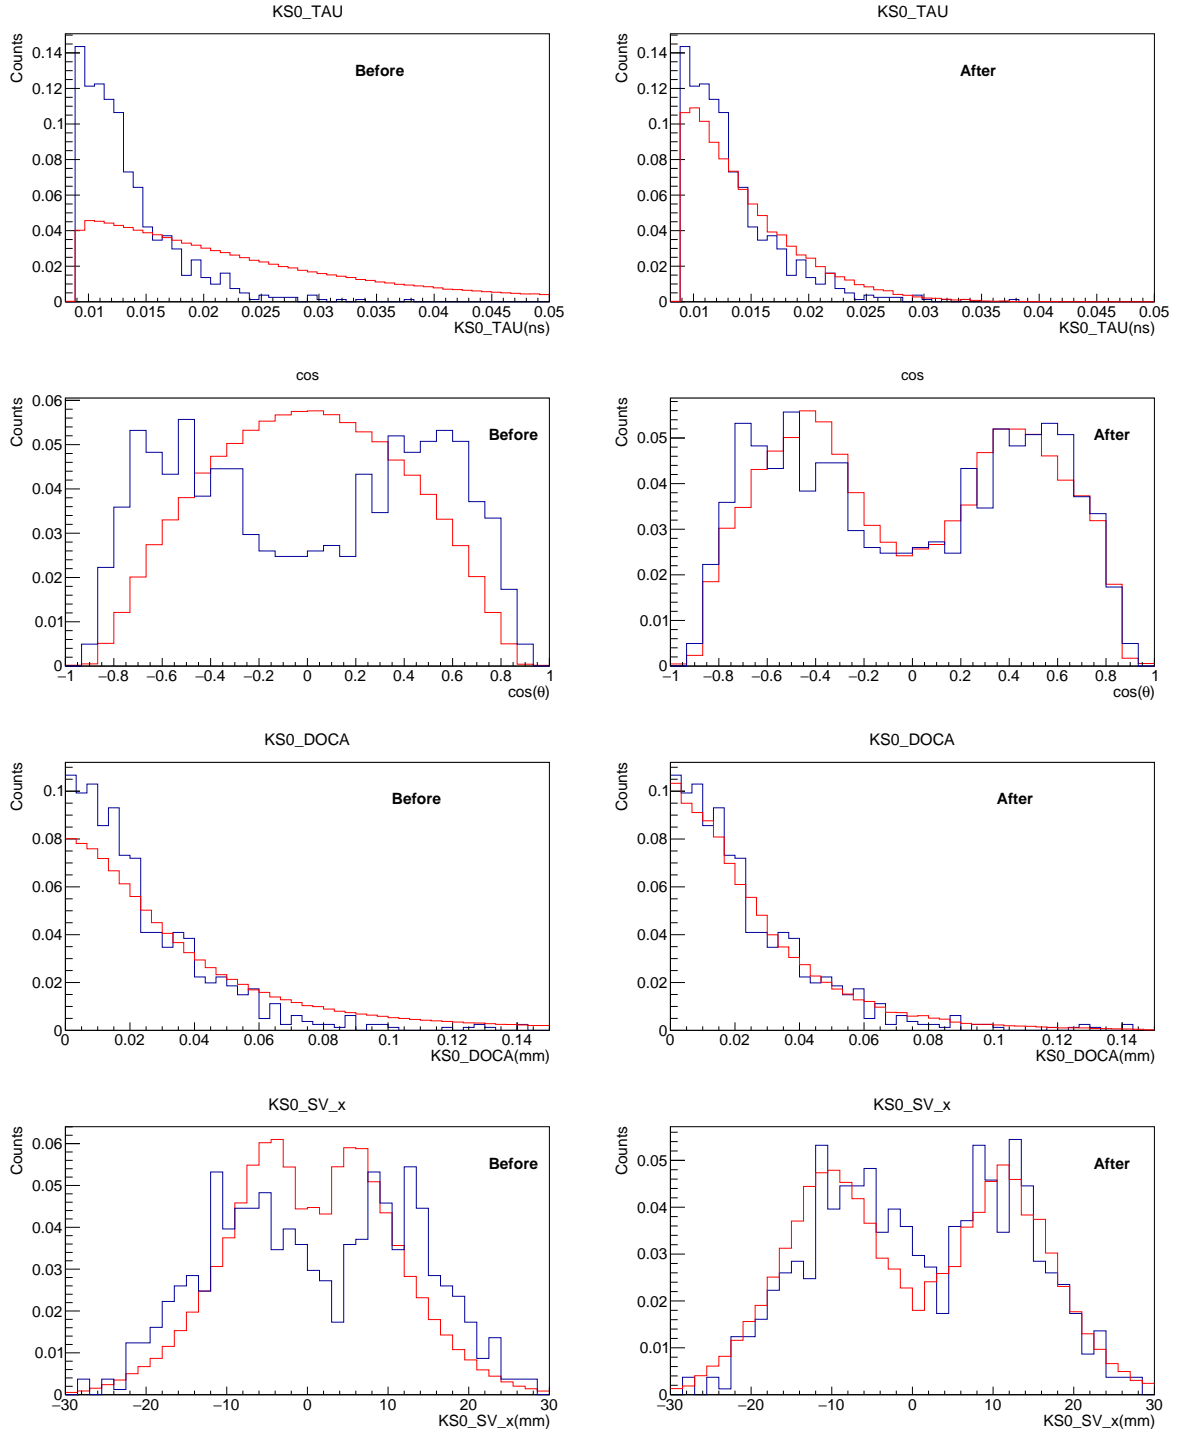 KS0_TAU
Counts
0.14
0.12
0.1
0.08
0.06
0.04
0.02
0
Before
0.01 0.015 0.02 0.025 0.03 0.035 0.04 0.045 0.05
KS0_TAU(ns)
KS0_TAU
Counts
0.14
0.12
0.1
0.08
0.06
0.04
0.02
0
After
0.01 0.015 0.02 0.025 0.03 0.035 0.04 0.045 0.05
KS0_TAU(ns)
cos
Counts
0.06
0.05
0.04
0.03
0.02
0.01
0
Before
−1 −0.8 −0.6 −0.4 −0.2 0 0.2 0.4 0.6 0.8 1
cos(θ)
cos
Counts
0.05
0.04
0.03
0.02
0.01
0
After
−1 −0.8 −0.6 −0.4 −0.2 0 0.2 0.4 0.6 0.8 1
cos(θ)
KS0_DOCA
Counts
0.1
0.08
0.06
0.04
0.02
0
Before
0 0.02 0.04 0.06 0.08 0.1 0.12 0.14
KS0_DOCA(mm)
KS0_DOCA
Counts
0.1
0.08
0.06
0.04
0.02
0
After
0 0.02 0.04 0.06 0.08 0.1 0.12 0.14
KS0_DOCA(mm)
KS0_SV_x
Counts
0.06
0.05
0.04
0.03
0.02
0.01
0
Before
−30 −20 −10 0 10 20 30
KS0_SV_x(mm)
KS0_SV_x
Counts
0.05
0.04
0.03
0.02
0.01
0
After
−30 −20 −10 0 10 20 30
KS0_SV_x(mm)